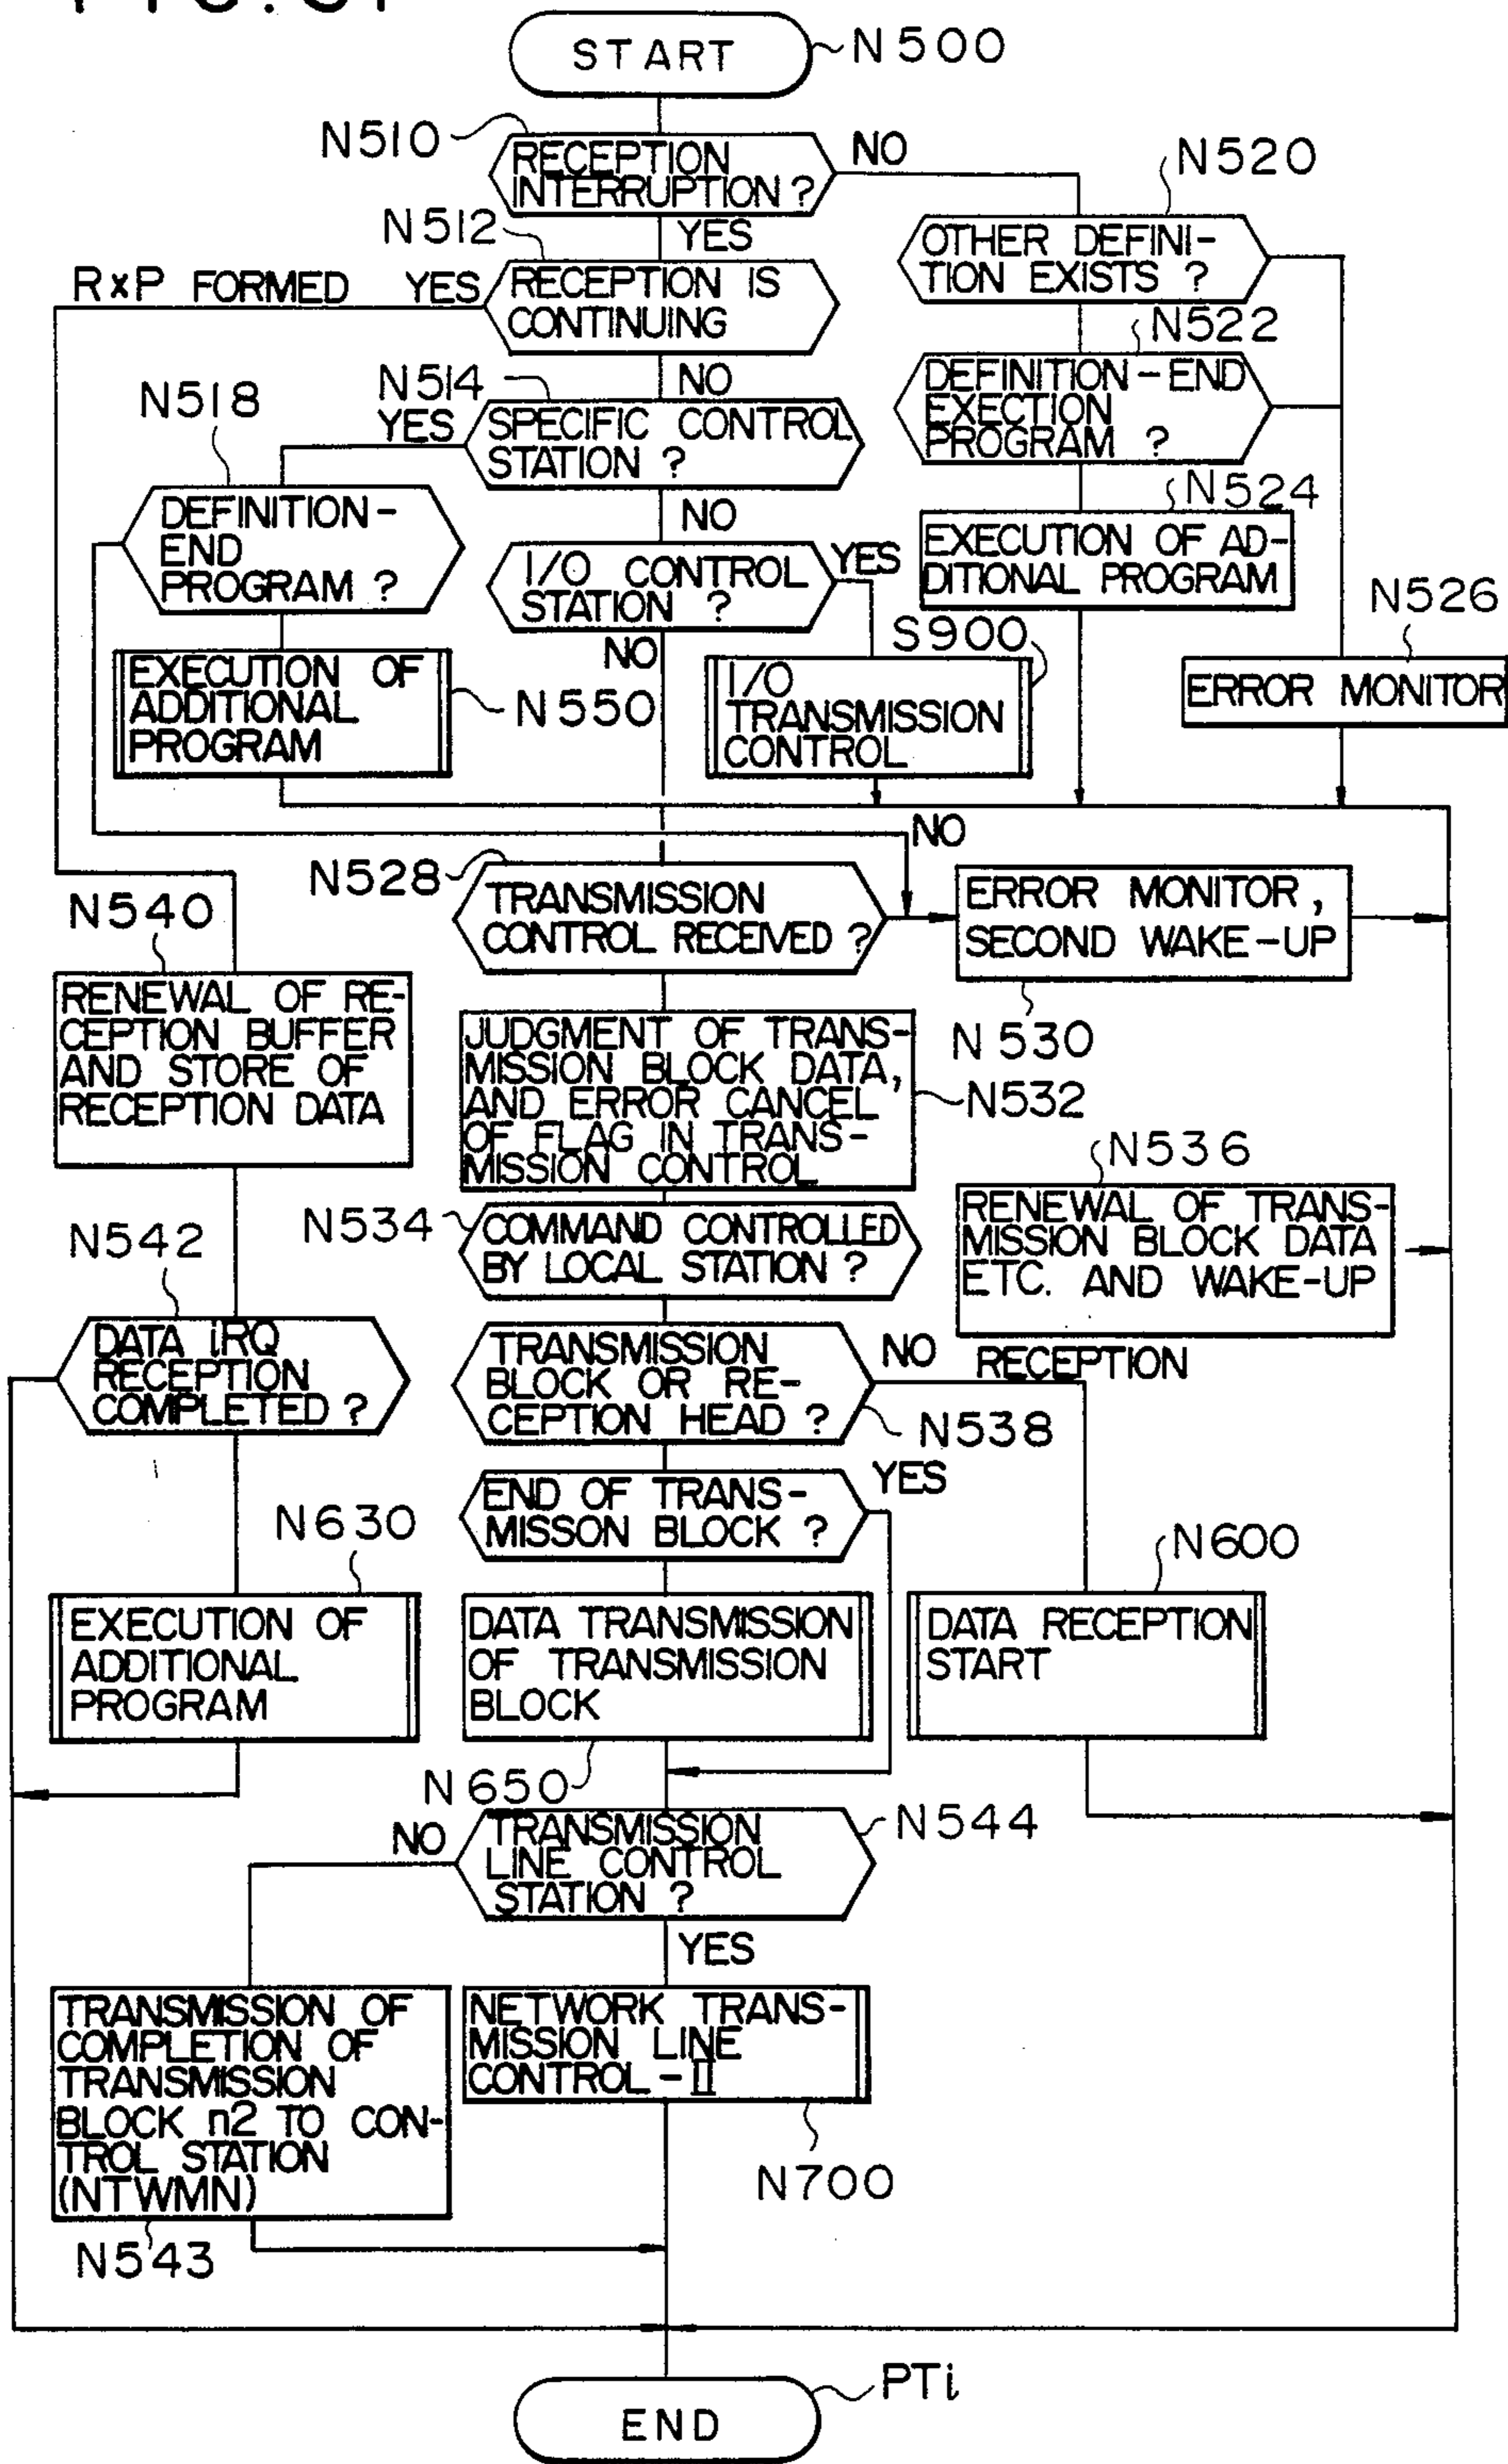 START
N500
N510
RECEPTION
INTERRUPTION ?
NO
N520
YES
N512
OTHER DEFINI-
TION EXISTS ?
RxP FORMED YES
RECEPTION IS
CONTINUING
N522
NO
N514
DEFINITION-END
EXECTION
PROGRAM ?
N518
YES
SPECIFIC CONTROL
STATION ?
N524
NO
DEFINITION-
END
PROGRAM ?
I/O CONTROL
STATION ?
YES
EXECUTION OF AD-
DITIONAL PROGRAM
N526
S900
NO
EXECUTION OF
ADDITIONAL
PROGRAM
N550
I/O
TRANSMISSION
CONTROL
ERROR MONITOR
NO
N528
TRANSMISSION
CONTROL RECEIVED ?
ERROR MONITOR,
SECOND WAKE-UP
N530
N540
RENEWAL OF RE-
CEPTION BUFFER
AND STORE OF
RECEPTION DATA
JUDGMENT OF TRANS-
MISSION BLOCK DATA,
AND ERROR CANCEL
OF FLAG IN TRANS-
MISSION CONTROL
N532
N536
N534
COMMAND CONTROLLED
BY LOCAL STATION ?
RENEWAL OF TRANS-
MISSION BLOCK DATA
ETC. AND WAKE-UP
N542
DATA iRQ
RECEPTION
COMPLETED ?
TRANSMISSION
BLOCK OR RE-
CEPTION HEAD ?
NO RECEPTION
N538
END OF TRANS-
MISSON BLOCK ?
YES
N630
N600
EXECUTION OF
ADDITIONAL
PROGRAM
DATA TRANSMISSION
OF TRANSMISSION
BLOCK
DATA RECEPTION
START
N650
NO
TRANSMISSION
LINE CONTROL
STATION ?
N544
YES
TRANSMISSION OF
COMPLETION OF
TRANSMISSION
BLOCK n2 TO CON-
TROL STATION
(NTWMN)
NETWORK TRANS-
MISSION LINE
CONTROL-II
N700
N543
PTi
END